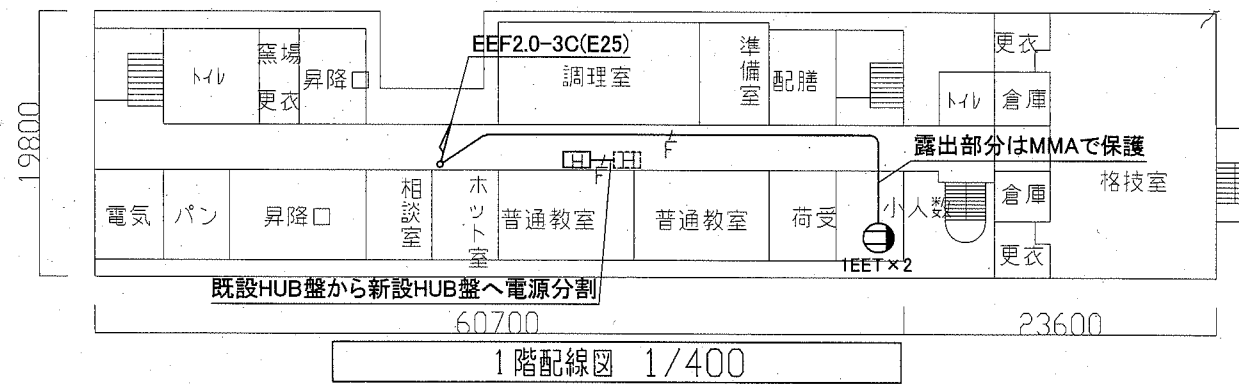 EEF2.0-3C(E25)
トイレ
窯場
更衣
昇降口
調理室
準備室
配膳
トイレ
更衣
倉庫
19800
F
露出部分はMMAで保護
H
H
F
格技室
電気
パン
昇降口
相談室
ホット室
普通教室
普通教室
荷受
小人数
倉庫
更衣
1EET×2
既設HUB盤から新設HUB盤へ電源分割
60700
23600
1階配線図 1/400